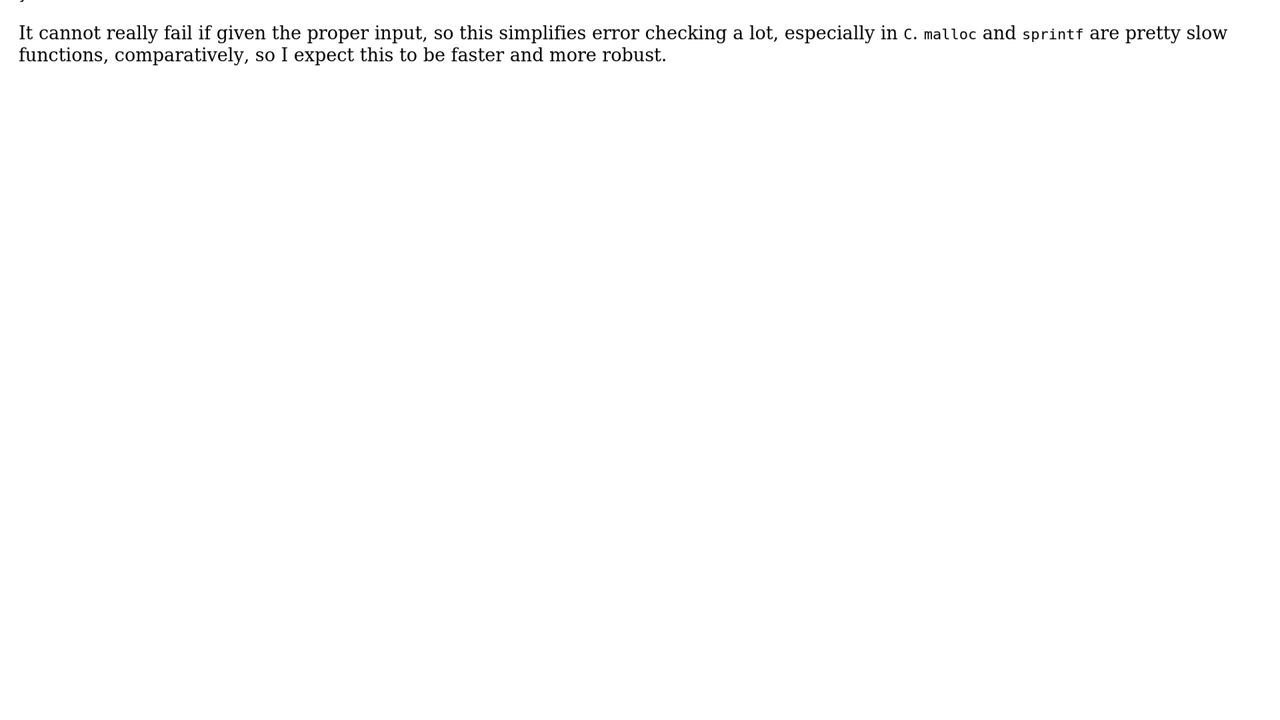 It cannot really fail if given the proper input, so this simplifies error checking a lot, especially in C. malloc and sprintf are pretty slow
functions, comparatively, so I expect this to be faster and more robust.